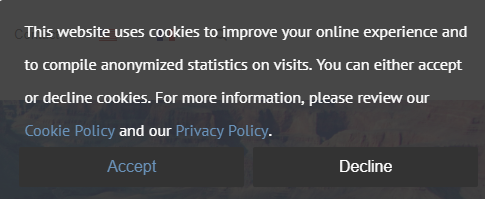 This website uses cookies to improve your online experience and
to compile anonymized statistics on visits. You can either accept
or decline cookies. For more information, please review our
Cookie Policy and our Privacy Policy.
Accept Decline